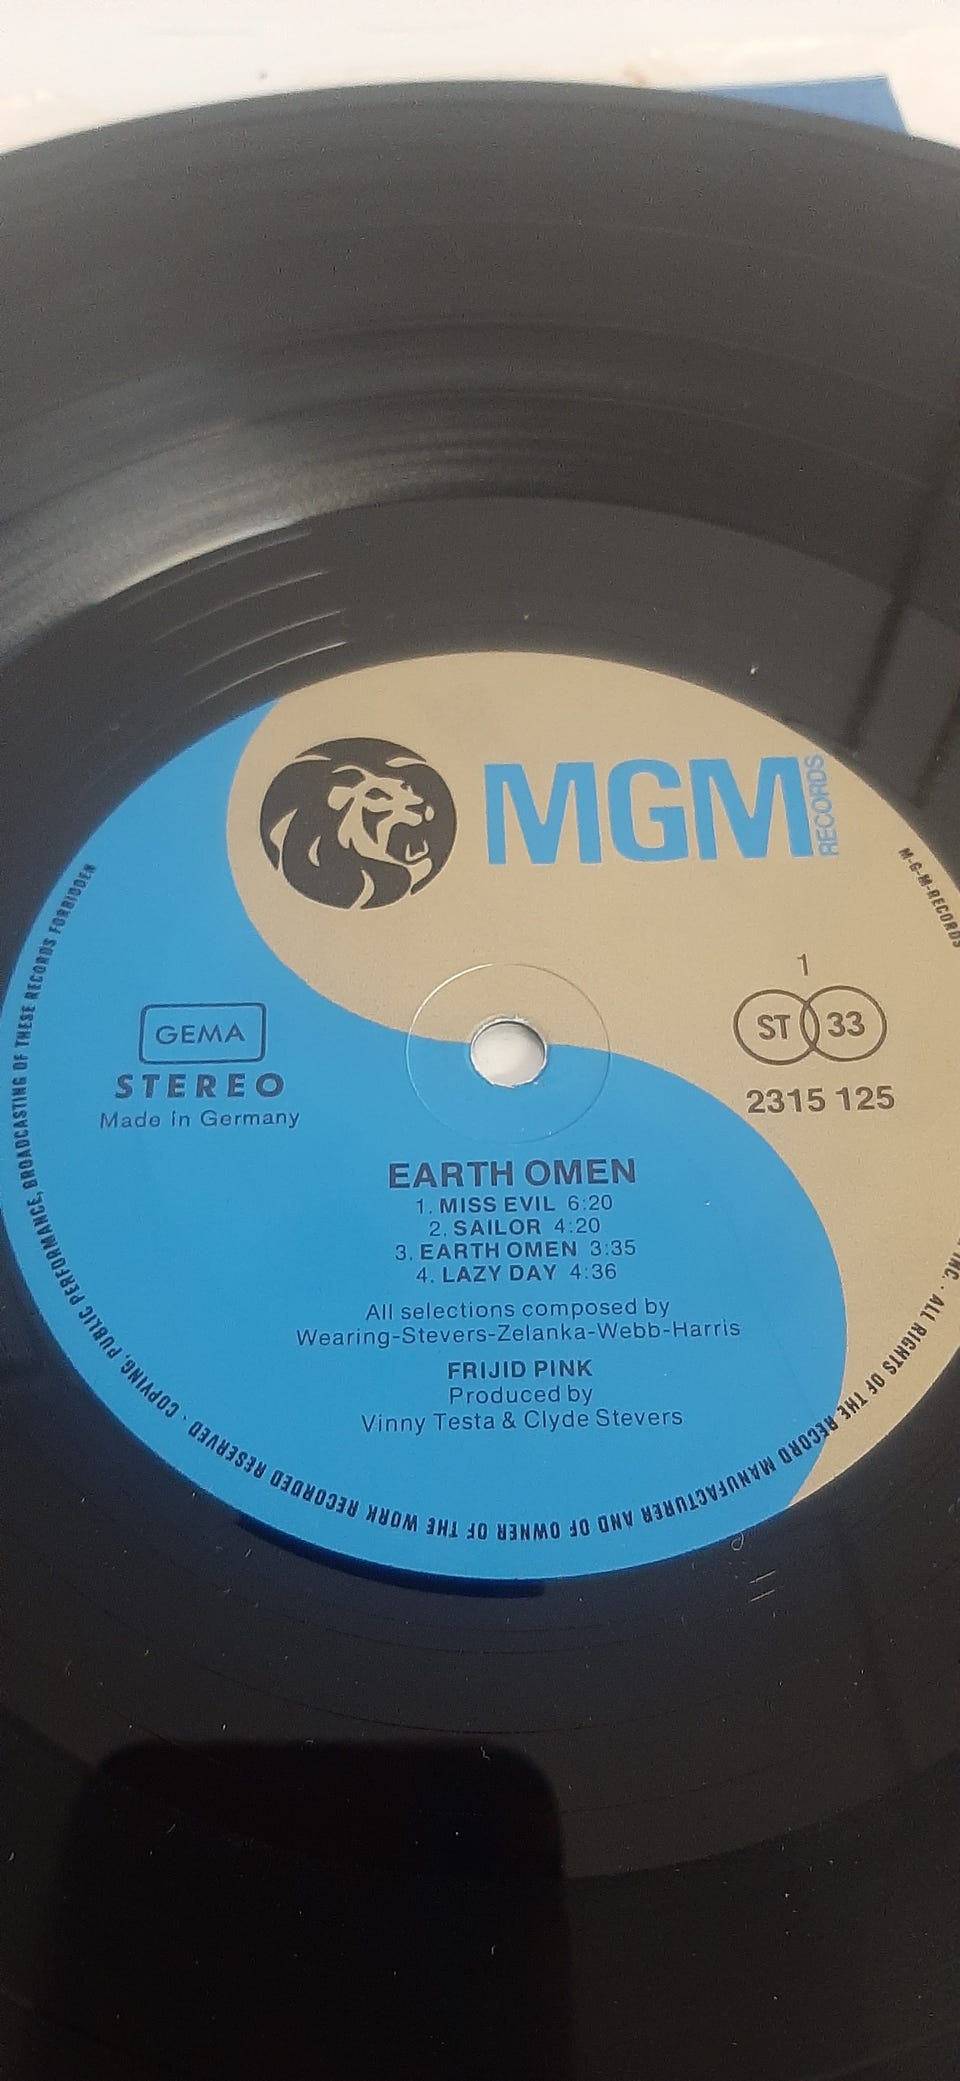 MGM RECORDS
GEMA
STEREO
Made in Germany
1
ST 33
2315 125
EARTH OMEN
1. MISS EVIL 6:20
2. SAILOR 4:20
3. EARTH OMEN 3:35
4. LAZY DAY 4:36
All selections composed by
Wearing-Stevers-Zelanka-Webb-Harris
FRIJID PINK
Produced by
Vinny Testa & Clyde Stevers
M-G-M-RECORDS
INC. · ALL RIGHTS OF THE RECORD MANUFACTURER AND OF OWNER OF THE WORK RECORDED RESERVED · COPYING, PUBLIC PERFORMANCE, BROADCASTING OF THESE RECORDS FORBIDDEN